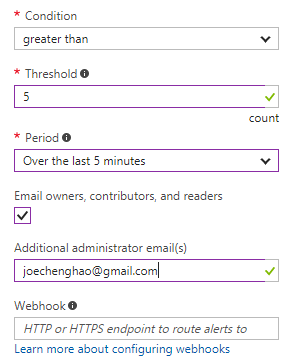 * Condition
greater than
* Threshold
5
count
* Period
Over the last 5 minutes
Email owners, contributors, and readers
Additional administrator email(s)
joechenghao@gmail.com
Webhook
HTTP or HTTPS endpoint to route alerts to
Learn more about configuring webhooks